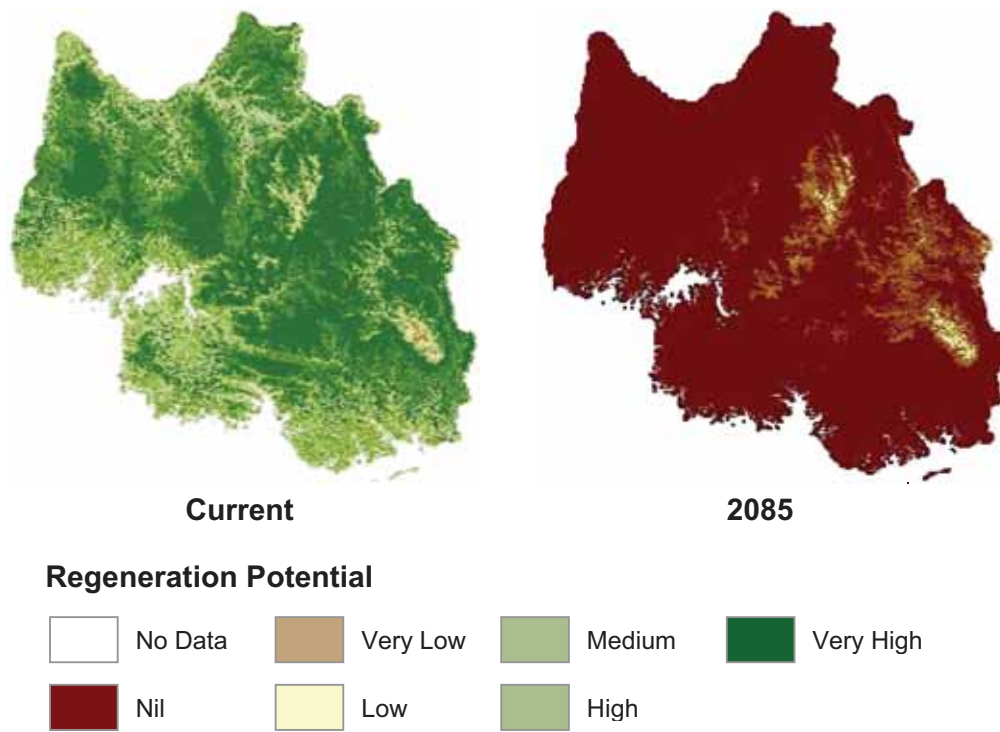 Current 2085
Regeneration Potential
No Data Very Low Medium Very High
Nil Low High